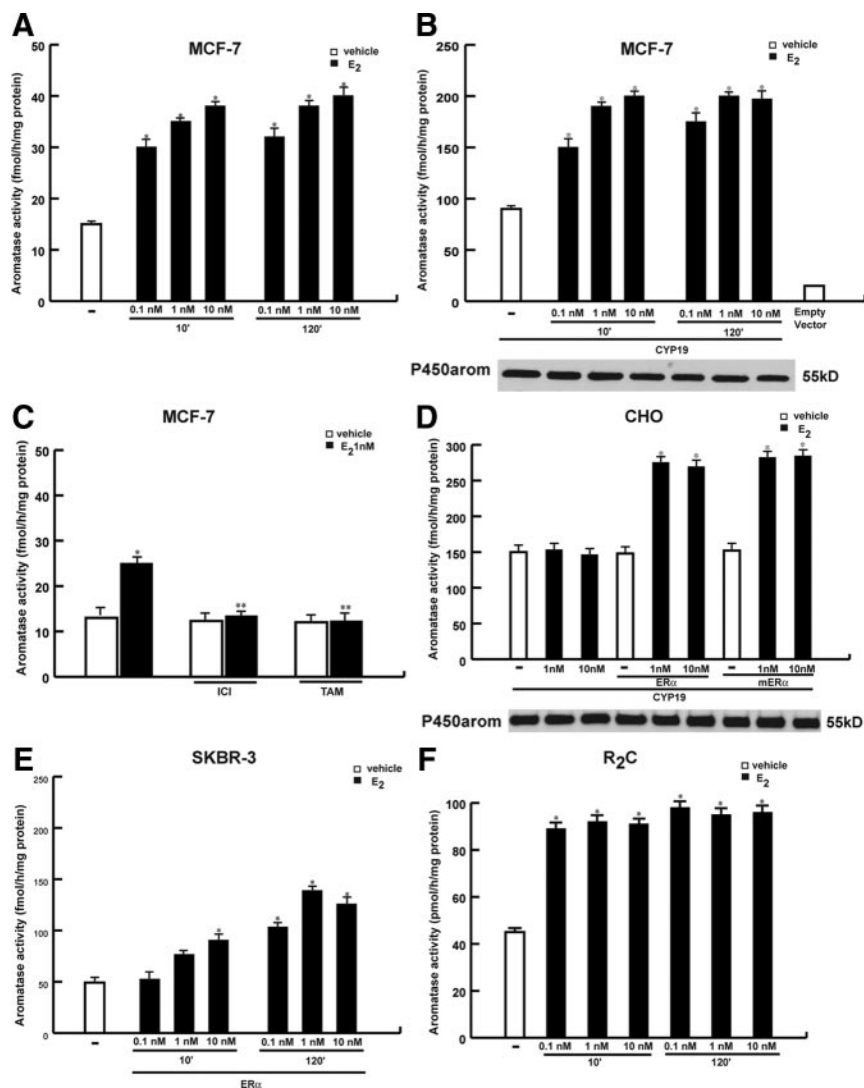 A
MCF-7
vehicle
E2
Aromatase activity (fmol/h/mg protein)
50
40
30
20
10
0
* * * * * *
- 0.1 nM 1 nM 10 nM 0.1 nM 1 nM 10 nM
10' 120'
B
MCF-7
vehicle
E2
Aromatase activity (fmol/h/mg protein)
250
200
150
100
50
0
* * * * * *
- 0.1 nM 1 nM 10 nM 0.1 nM 1 nM 10 nM Empty
Vector
10' 120'
CYP19
P450arom 55kD
C
MCF-7
vehicle
E2 1nM
Aromatase activity (fmol/h/mg protein)
50
40
30
20
10
0
* ** **
ICI TAM
D
CHO
vehicle
E2
Aromatase activity (fmol/h/mg protein)
300
250
200
150
100
50
0
* * * *
- 1nM 10nM - 1nM 10nM - 1nM 10nM
ERα mERα
CYP19
P450arom 55kD
E
SKBR-3
vehicle
E2
Aromatase activity (fmol/h/mg protein)
250
200
150
100
50
0
* * * *
- 0.1 nM 1 nM 10 nM 0.1 nM 1 nM 10 nM
10' 120'
ERα
F
R2C
vehicle
E2
Aromatase activity (pmol/h/mg protein)
100
80
60
40
20
0
* * * * * *
- 0.1 nM 1 nM 10 nM 0.1 nM 1 nM 10 nM
10' 120'